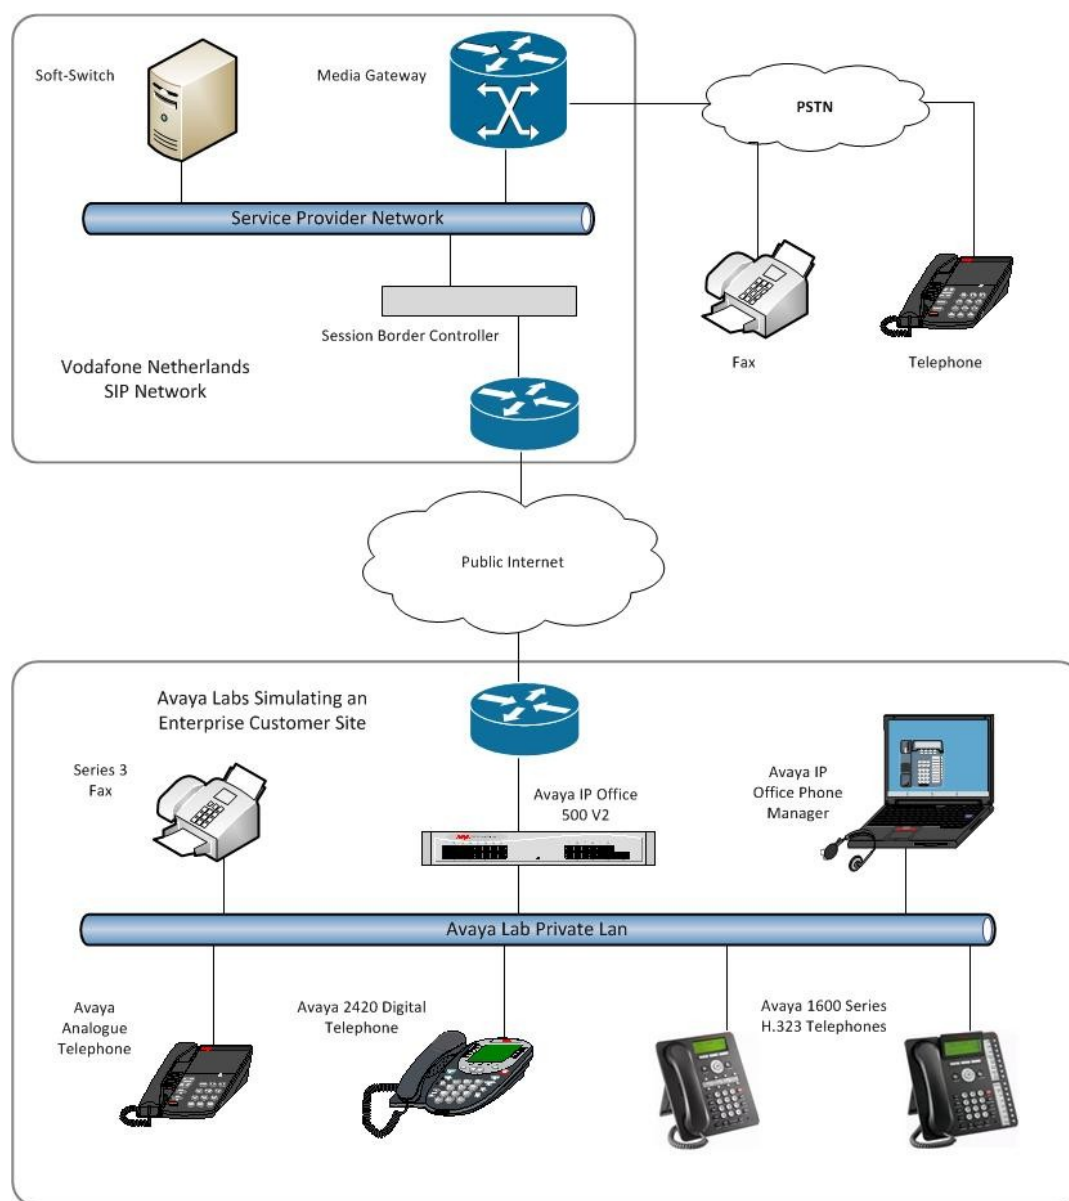 Soft-Switch
Media Gateway
PSTN
Service Provider Network
Session Border Controller
Fax
Telephone
Vodafone Netherlands
SIP Network
Public Internet
Avaya Labs Simulating an
Enterprise Customer Site
Series 3
Fax
Avaya IP Office
500 V2
Avaya IP
Office Phone
Manager
Avaya Lab Private Lan
Avaya
Analogue
Telephone
Avaya 2420 Digital
Telephone
Avaya 1600 Series
H.323 Telephones